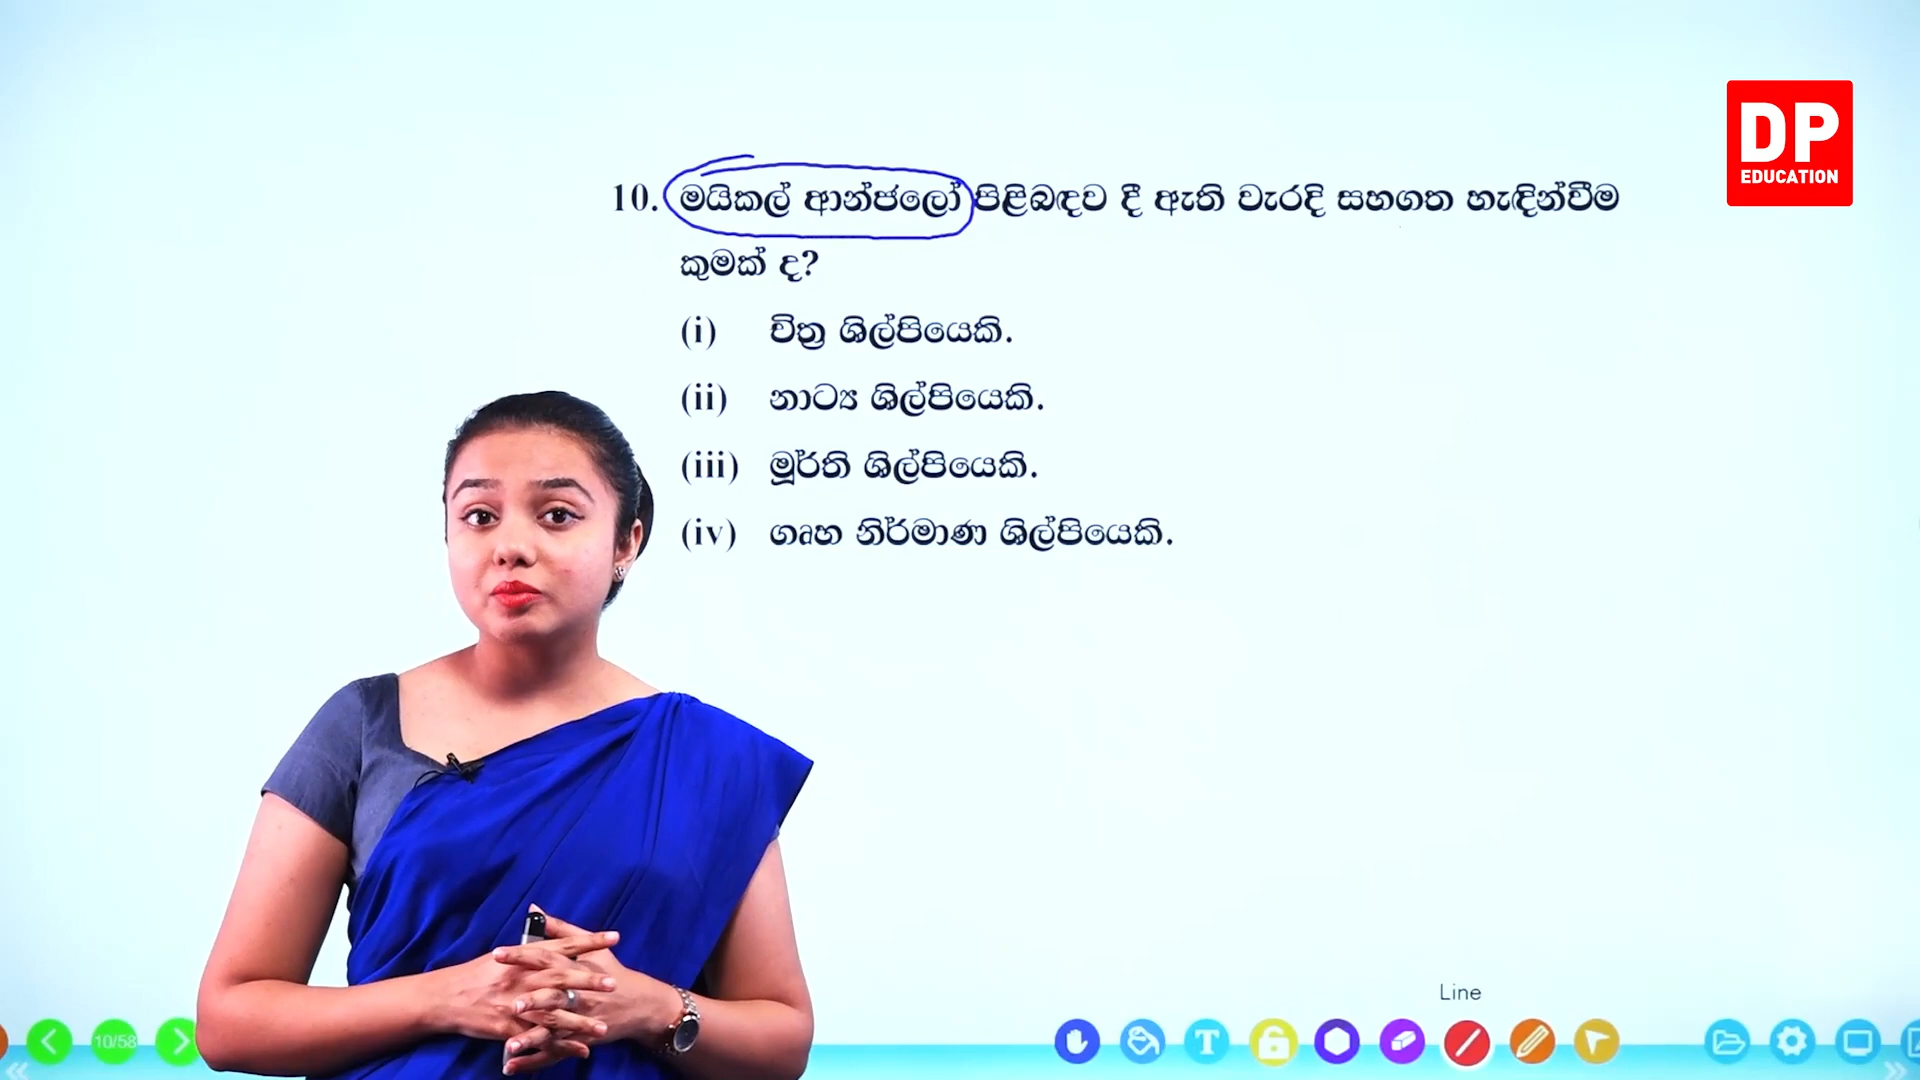 DP
EDUCATION
10. මයිකල් ආන්ජලෝ පිළිබඳව දී ඇති වැරදි සහගත හැඳින්වීම
කුමක් ද?
(i) චිත්‍ර ශිල්පියෙකි.
(ii) නාට්‍ය ශිල්පියෙකි.
(iii) මූර්ති ශිල්පියෙකි.
(iv) ගෘහ නිර්මාණ ශිල්පියෙකි.
Line
10/58
T